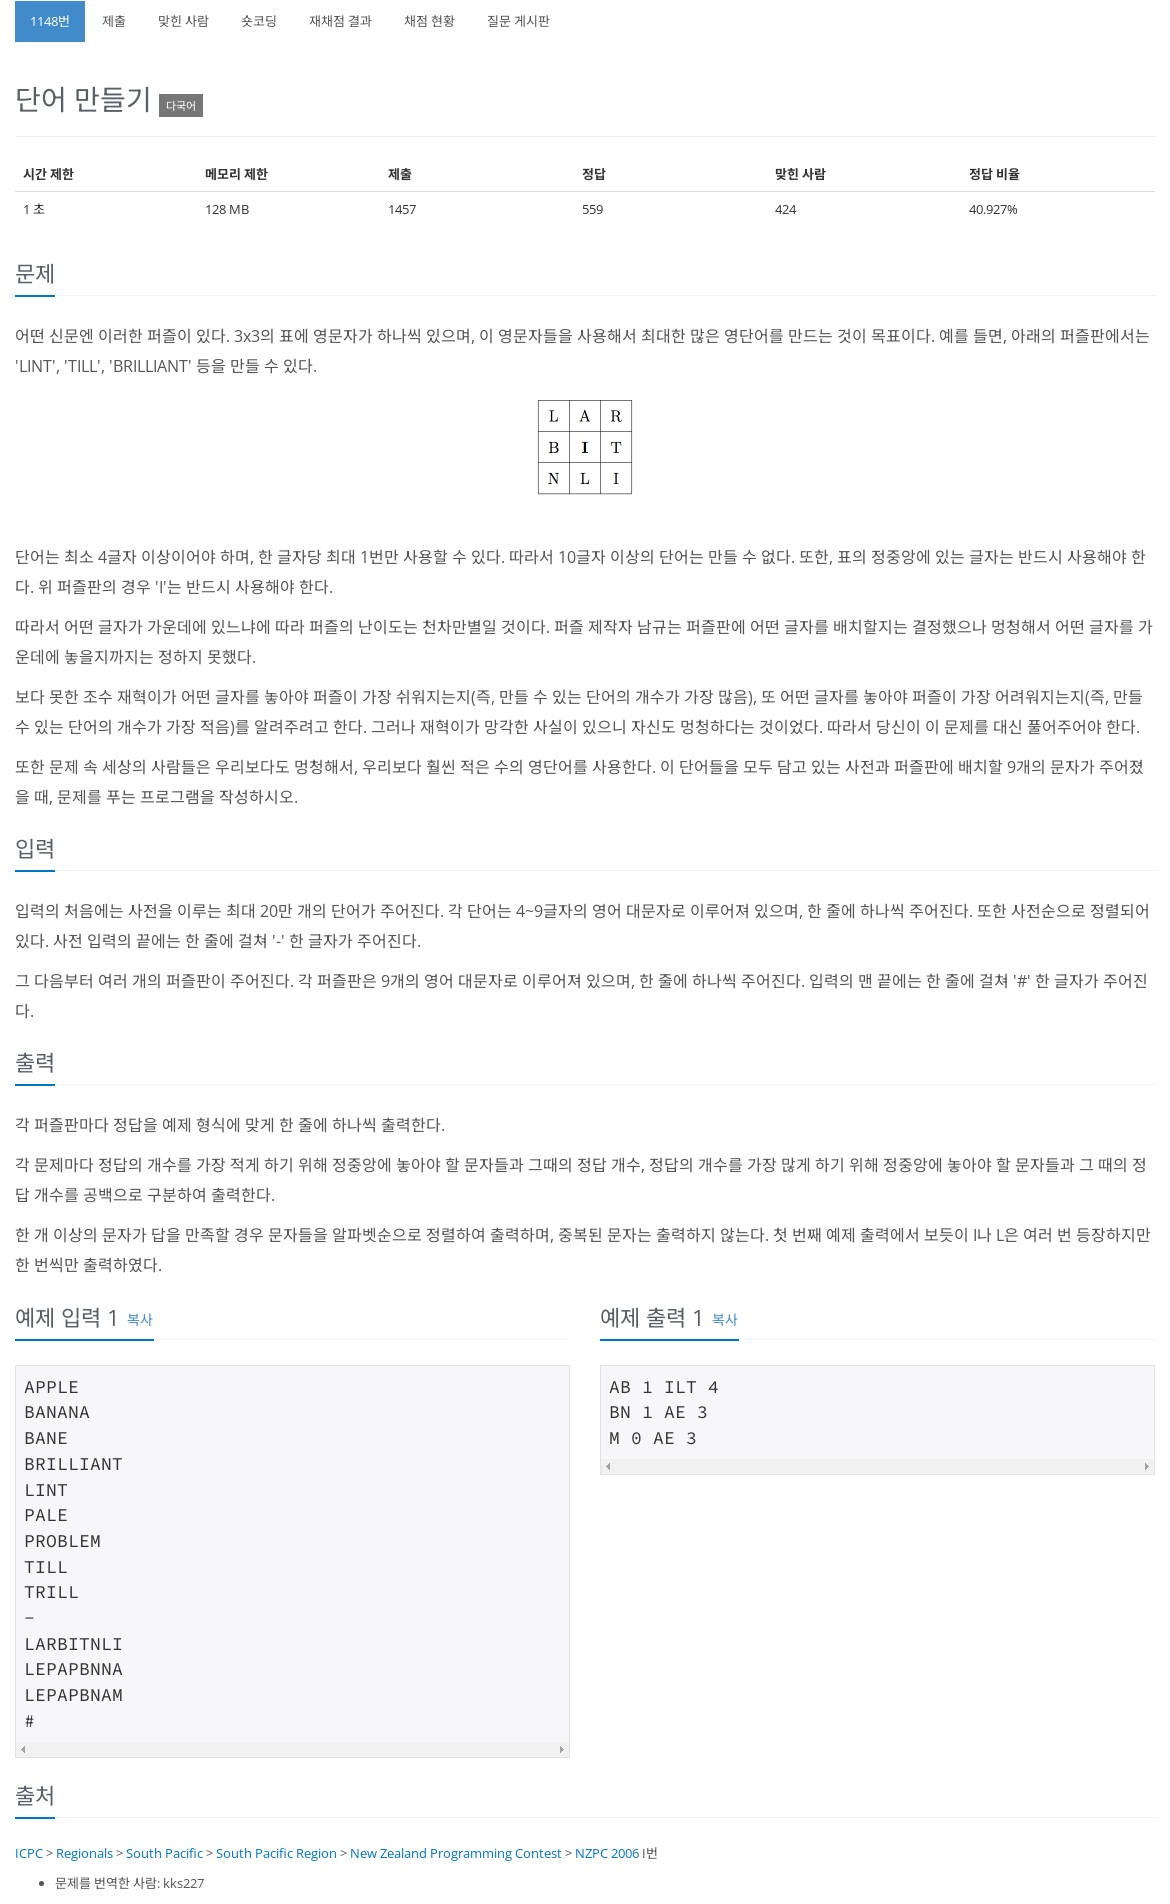 1148번 제출 맞힌 사람 숏코딩 재채점 결과 채점 현황 질문 게시판
단어 만들기 다국어
시간 제한 메모리 제한 제출 정답 맞힌 사람 정답 비율
1 초 128 MB 1457 559 424 40.927%
문제
어떤 신문엔 이러한 퍼즐이 있다. 3x3의 표에 영문자가 하나씩 있으며, 이 영문자들을 사용해서 최대한 많은 영단어를 만드는 것이 목표이다. 예를 들면, 아래의 퍼즐판에서는
'LINT', 'TILL', 'BRILLIANT' 등을 만들 수 있다.
L A R
B I T
N L I
단어는 최소 4글자 이상이어야 하며, 한 글자당 최대 1번만 사용할 수 있다. 따라서 10글자 이상의 단어는 만들 수 없다. 또한, 표의 정중앙에 있는 글자는 반드시 사용해야 한
다. 위 퍼즐판의 경우 'I'는 반드시 사용해야 한다.
따라서 어떤 글자가 가운데에 있느냐에 따라 퍼즐의 난이도는 천차만별일 것이다. 퍼즐 제작자 남규는 퍼즐판에 어떤 글자를 배치할지는 결정했으나 멍청해서 어떤 글자를 가
운데에 놓을지까지는 정하지 못했다.
보다 못한 조수 재혁이가 어떤 글자를 놓아야 퍼즐이 가장 쉬워지는지(즉, 만들 수 있는 단어의 개수가 가장 많음), 또 어떤 글자를 놓아야 퍼즐이 가장 어려워지는지(즉, 만들
수 있는 단어의 개수가 가장 적음)를 알려주려고 한다. 그러나 재혁이가 망각한 사실이 있으니 자신도 멍청하다는 것이었다. 따라서 당신이 이 문제를 대신 풀어주어야 한다.
또한 문제 속 세상의 사람들은 우리보다도 멍청해서, 우리보다 훨씬 적은 수의 영단어를 사용한다. 이 단어들을 모두 담고 있는 사전과 퍼즐판에 배치할 9개의 문자가 주어졌
을 때, 문제를 푸는 프로그램을 작성하시오.
입력
입력의 처음에는 사전을 이루는 최대 20만 개의 단어가 주어진다. 각 단어는 4~9글자의 영어 대문자로 이루어져 있으며, 한 줄에 하나씩 주어진다. 또한 사전순으로 정렬되어
있다. 사전 입력의 끝에는 한 줄에 걸쳐 '-' 한 글자가 주어진다.
그 다음부터 여러 개의 퍼즐판이 주어진다. 각 퍼즐판은 9개의 영어 대문자로 이루어져 있으며, 한 줄에 하나씩 주어진다. 입력의 맨 끝에는 한 줄에 걸쳐 '#' 한 글자가 주어진
다.
출력
각 퍼즐판마다 정답을 예제 형식에 맞게 한 줄에 하나씩 출력한다.
각 문제마다 정답의 개수를 가장 적게 하기 위해 정중앙에 놓아야 할 문자들과 그때의 정답 개수, 정답의 개수를 가장 많게 하기 위해 정중앙에 놓아야 할 문자들과 그 때의 정
답 개수를 공백으로 구분하여 출력한다.
한 개 이상의 문자가 답을 만족할 경우 문자들을 알파벳순으로 정렬하여 출력하며, 중복된 문자는 출력하지 않는다. 첫 번째 예제 출력에서 보듯이 I나 L은 여러 번 등장하지만
한 번씩만 출력하였다.
예제 입력 1 복사
APPLE
BANANA
BANE
BRILLIANT
LINT
PALE
PROBLEM
TILL
TRILL
-
LARBITNLI
LEPAPBNNA
LEPAPBNAM
#
예제 출력 1 복사
AB 1 ILT 4
BN 1 AE 3
M 0 AE 3
출처
ICPC > Regionals > South Pacific > South Pacific Region > New Zealand Programming Contest > NZPC 2006 I번
• 문제를 번역한 사람: kks227